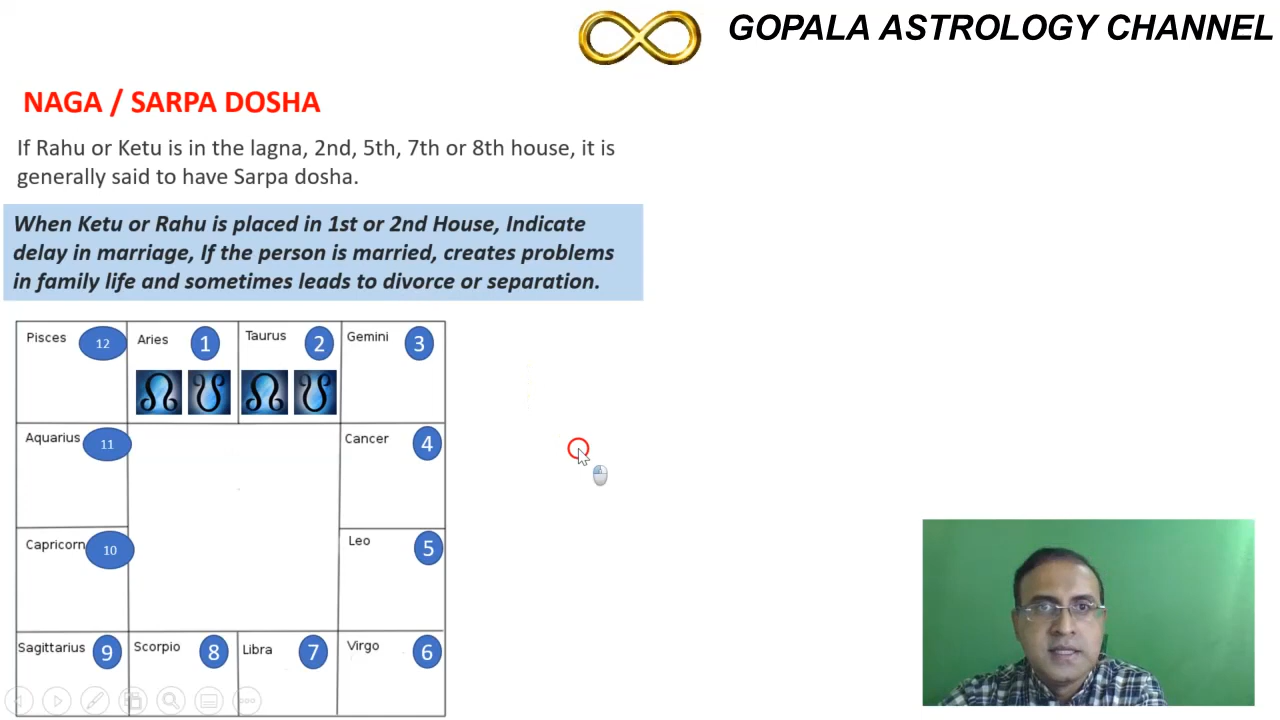 GOPALA ASTROLOGY CHANNEL
NAGA / SARPA DOSHA
If Rahu or Ketu is in the lagna, 2nd, 5th, 7th or 8th house, it is
generally said to have Sarpa dosha.
When Ketu or Rahu is placed in 1st or 2nd House, Indicate
delay in marriage, If the person is married, creates problems
in family life and sometimes leads to divorce or separation.
Pisces 12 Aries 1 Taurus 2 Gemini 3
Aquarius 11 Cancer 4
Capricorn 10 Leo 5
Sagittarius 9 Scorpio 8 Libra 7 Virgo 6